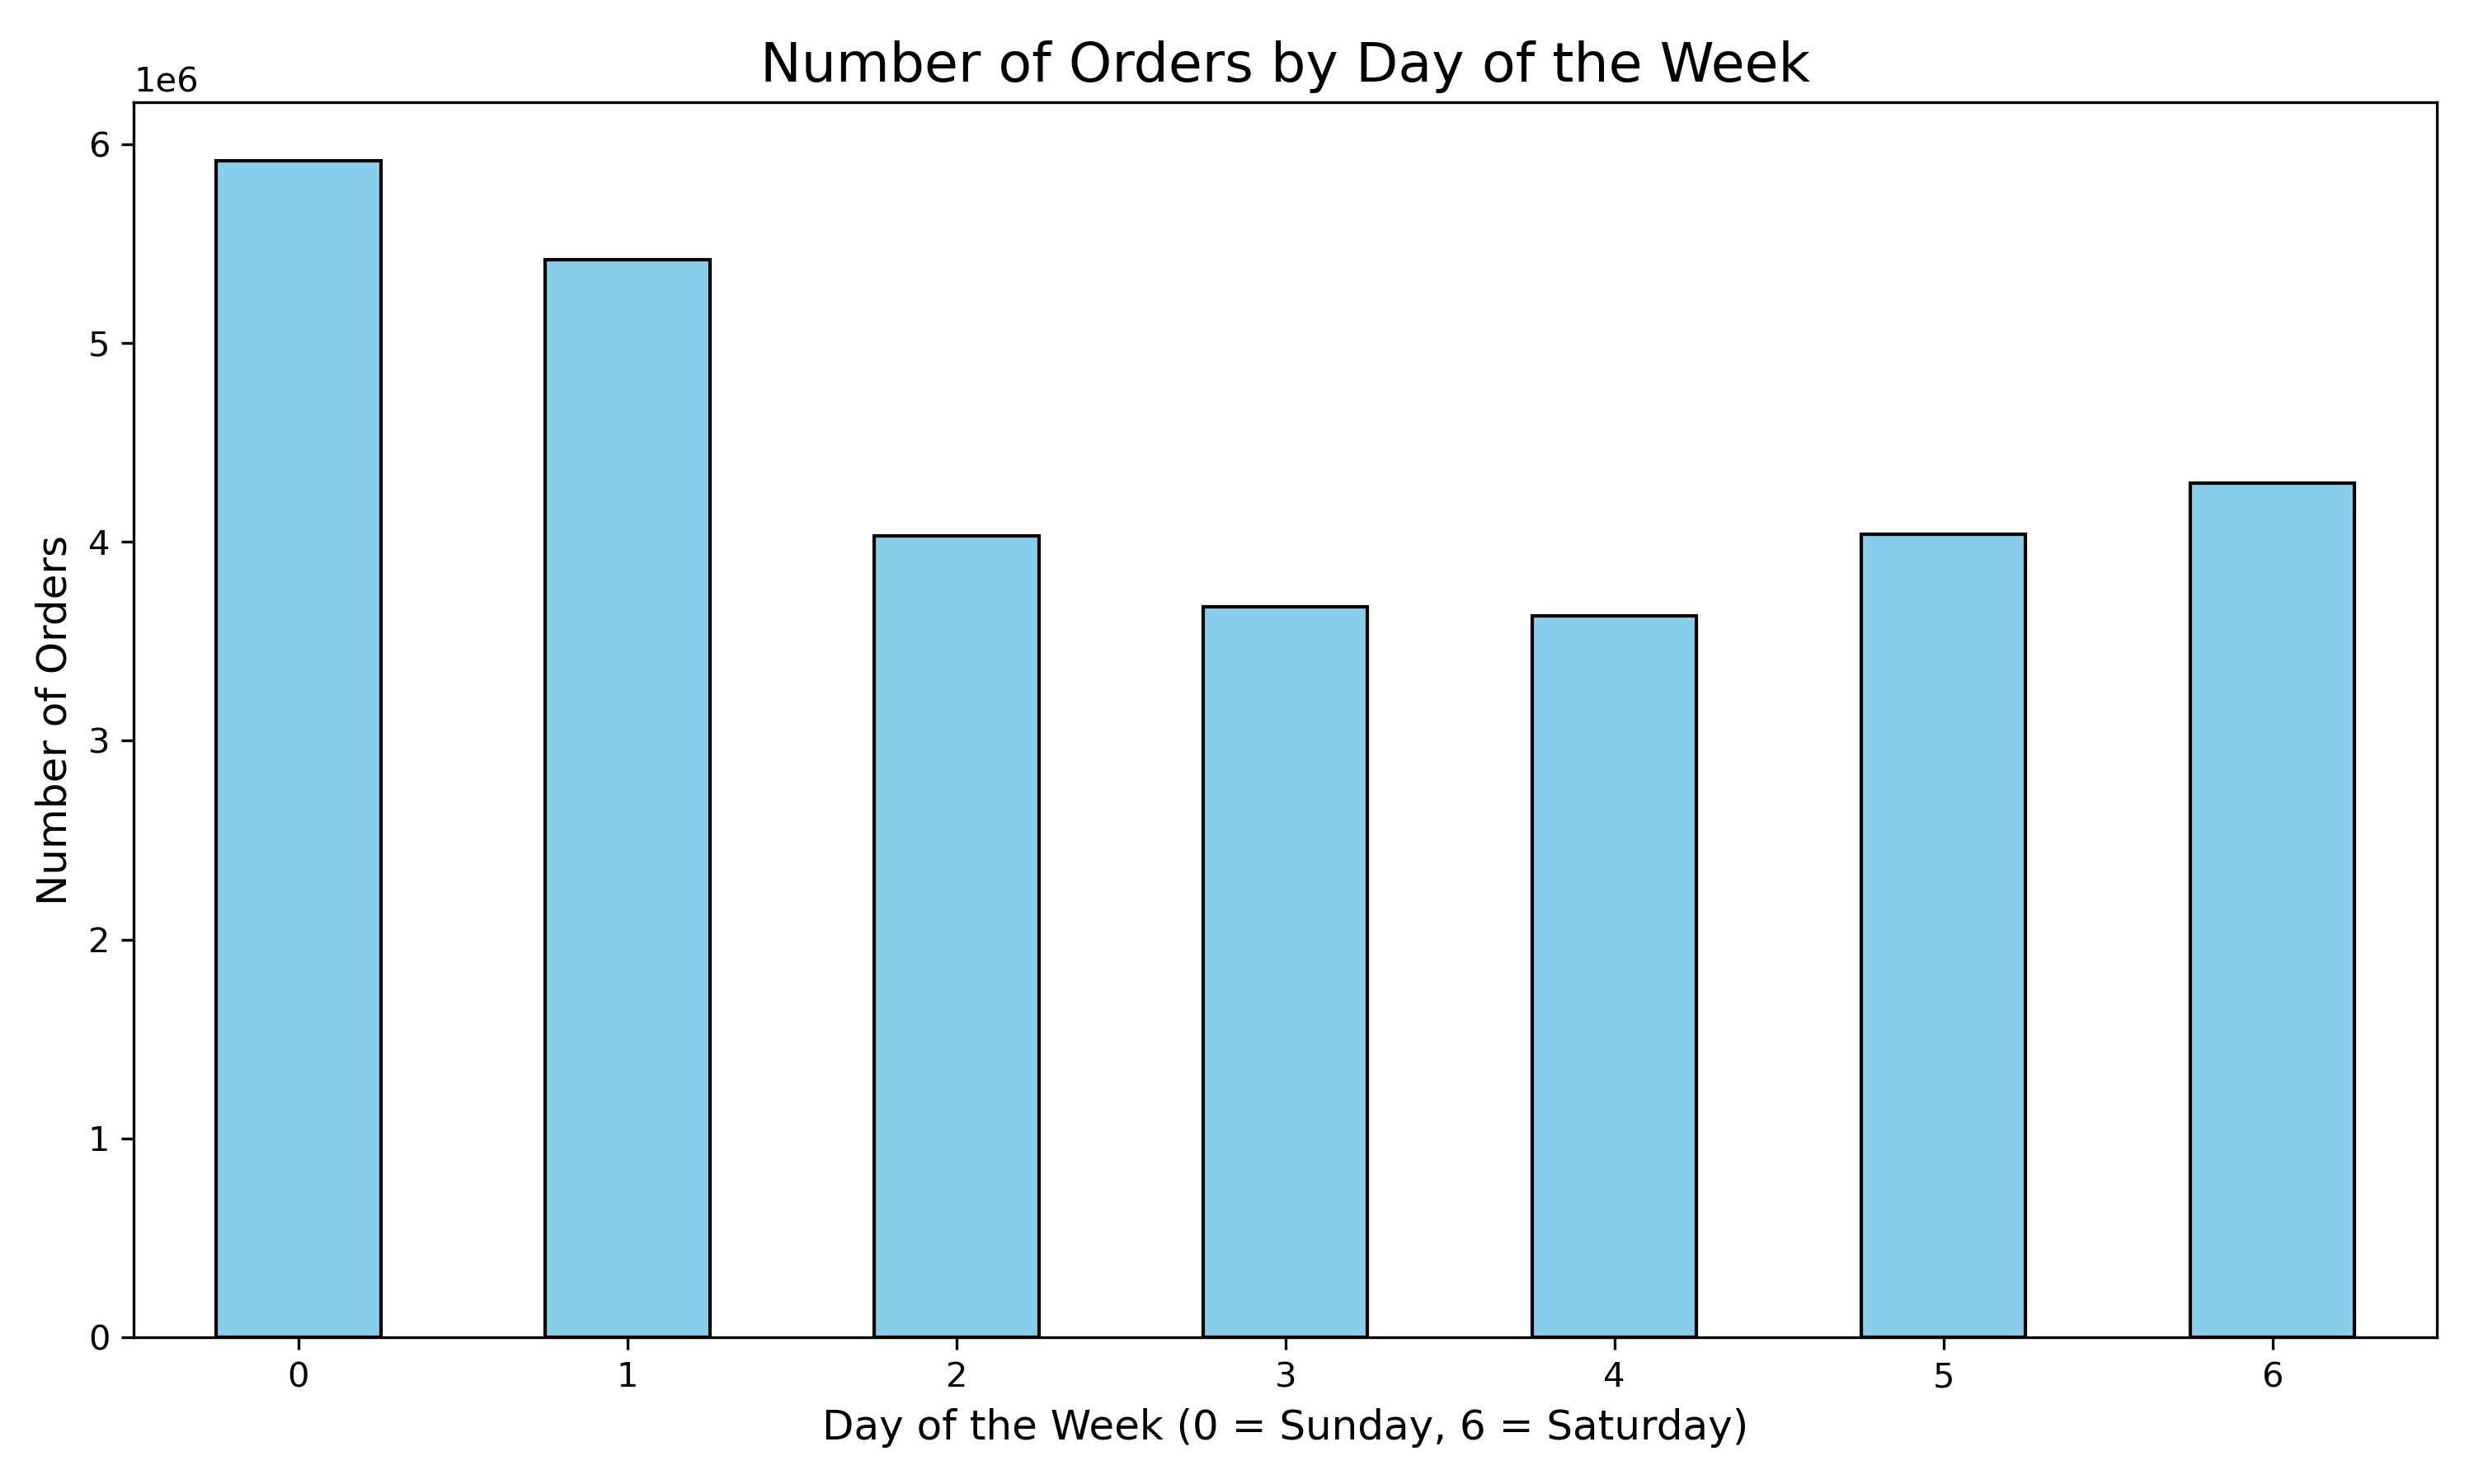 Number of Orders by Day of the Week
1e6
6
5
4
3
2
1
0
Number of Orders
0 1 2 3 4 5 6
Day of the Week (0 = Sunday, 6 = Saturday)